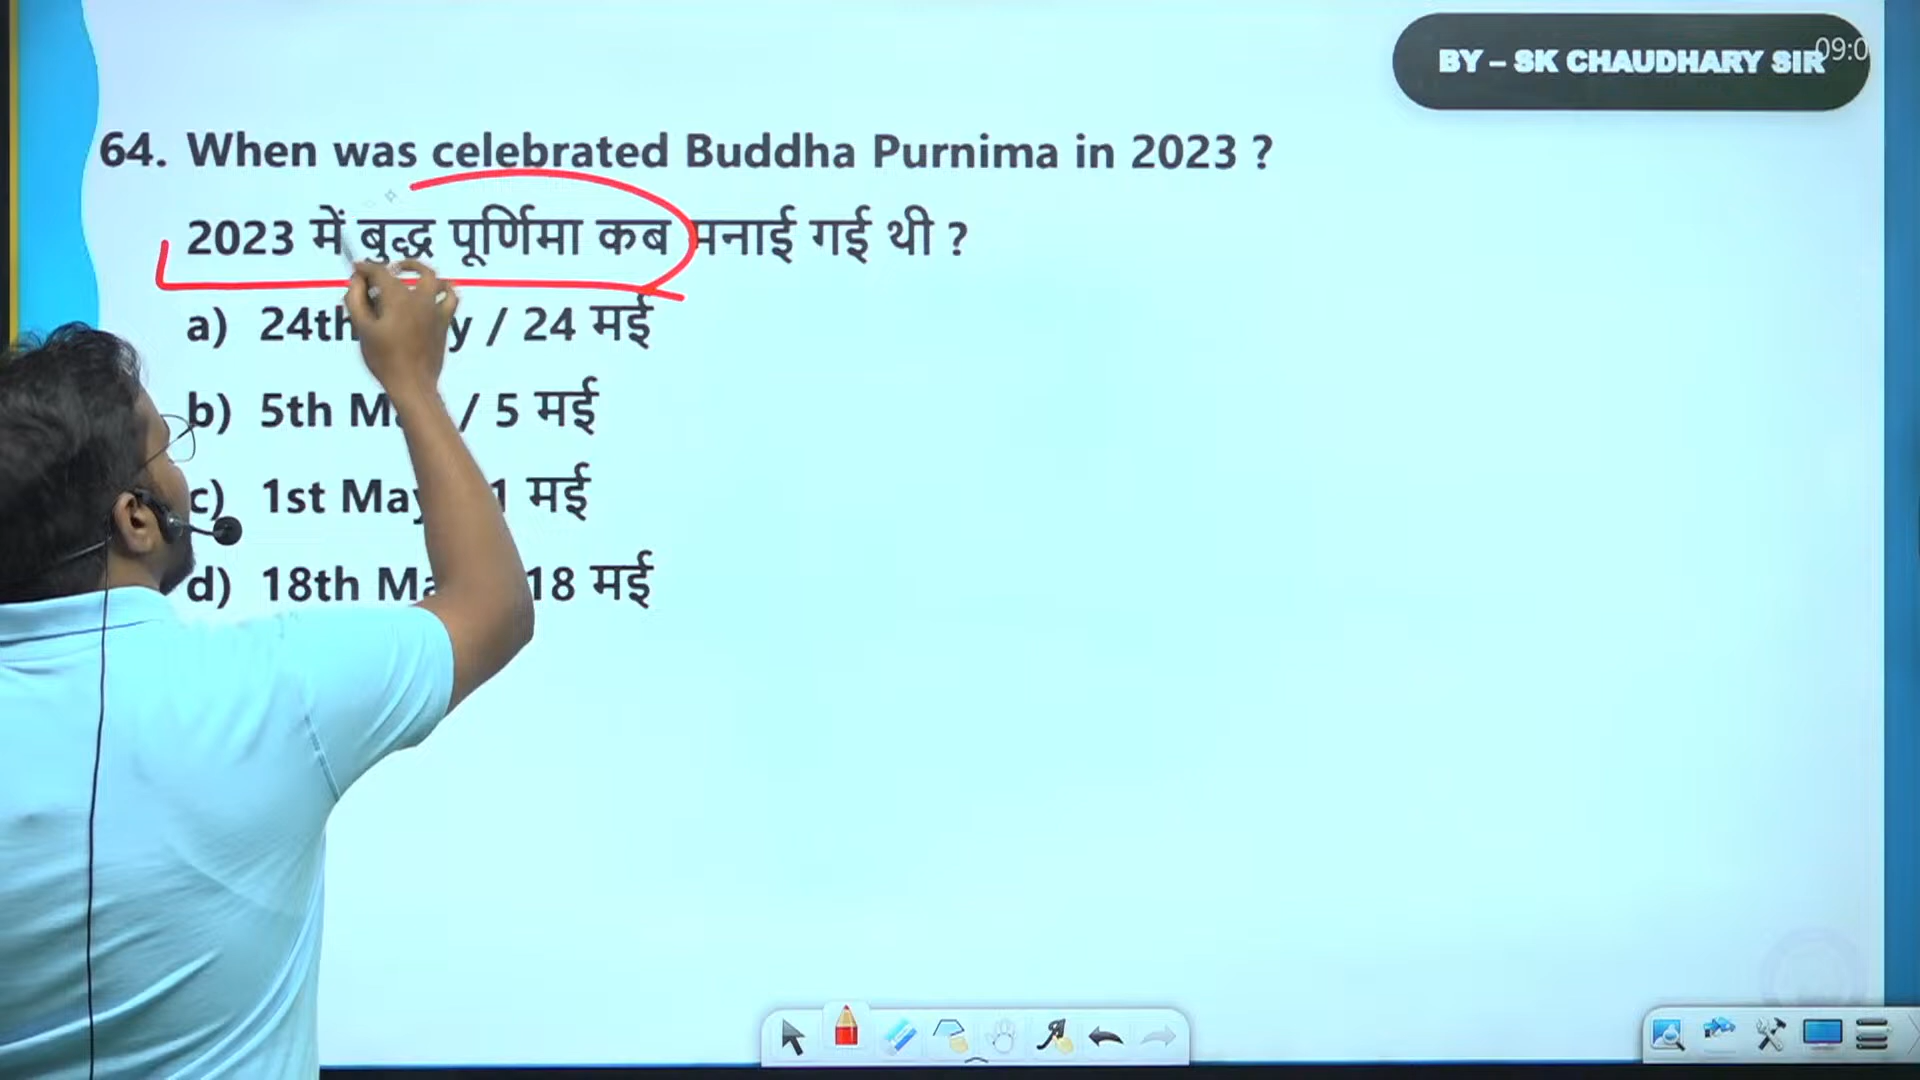 BY – SK CHAUDHARY SIR
09:0
64. When was celebrated Buddha Purnima in 2023 ?
2023 में बुद्ध पूर्णिमा कब मनाई गई थी ?
a) 24th / 24 मई
b) 5th / 5 मई
c) 1st May 1 मई
d) 18th 18 मई